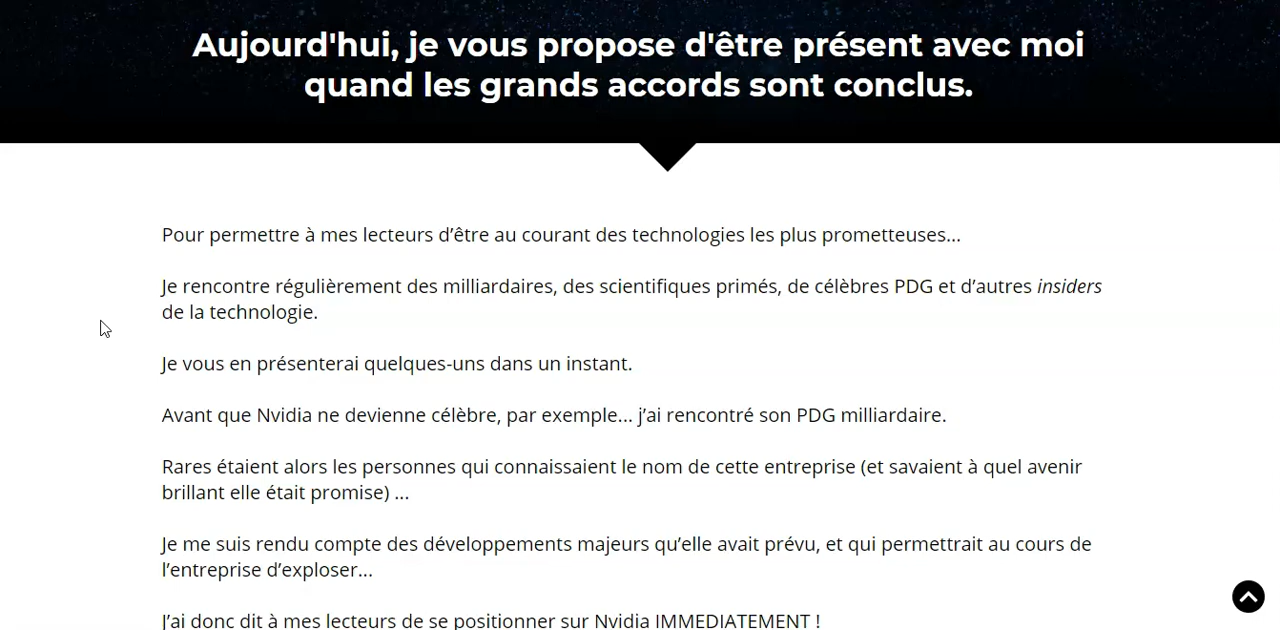 Aujourd'hui, je vous propose d'être présent avec moi
quand les grands accords sont conclus.
Pour permettre à mes lecteurs d’être au courant des technologies les plus prometteuses...
Je rencontre régulièrement des milliardaires, des scientifiques primés, de célèbres PDG et d’autres insiders
de la technologie.
Je vous en présenterai quelques-uns dans un instant.
Avant que Nvidia ne devienne célèbre, par exemple... j’ai rencontré son PDG milliardaire.
Rares étaient alors les personnes qui connaissaient le nom de cette entreprise (et savaient à quel avenir
brillant elle était promise) ...
Je me suis rendu compte des développements majeurs qu’elle avait prévu, et qui permettrait au cours de
l’entreprise d’exploser...
J’ai donc dit à mes lecteurs de se positionner sur Nvidia IMMEDIATEMENT !